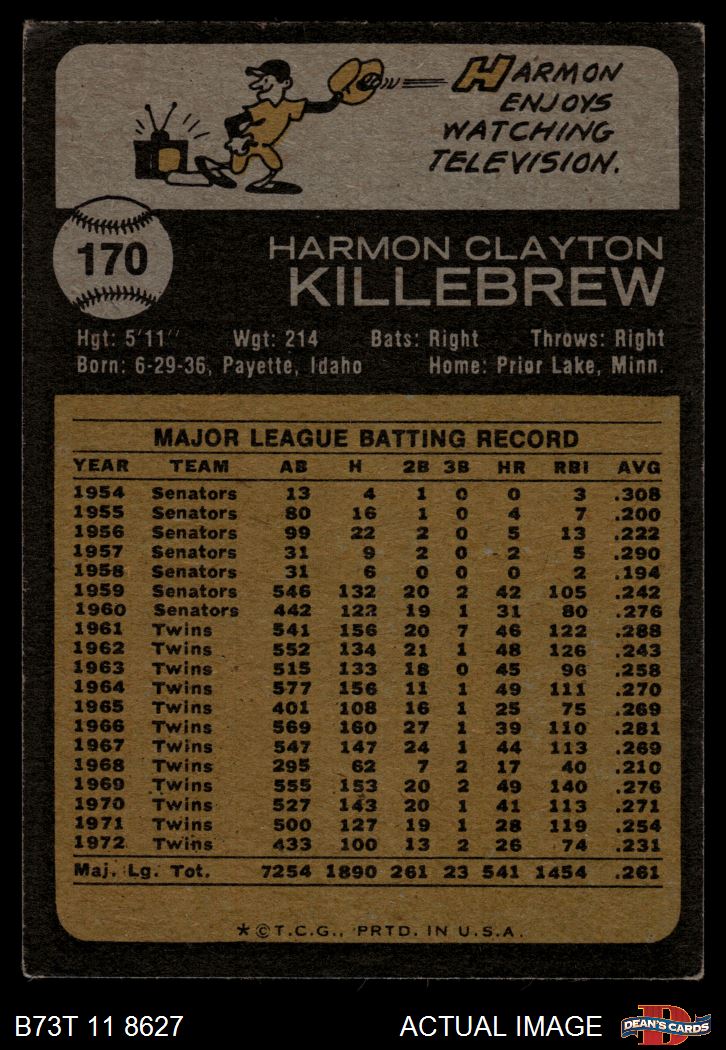 HARMON
ENJOYS
WATCHING
TELEVISION.
170
HARMON CLAYTON
KILLEBREW
Hgt: 5'11" Wgt: 214 Bats: Right Throws: Right
Born: 6-29-36, Payette, Idaho Home: Prior Lake, Minn.
MAJOR LEAGUE BATTING RECORD
YEAR TEAM AB H 2B 3B HR RBI AVG
1954 Senators 13 4 1 0 0 3 .308
1955 Senators 80 16 1 0 4 7 .200
1956 Senators 99 22 2 0 5 13 .222
1957 Senators 31 9 2 0 2 5 .290
1958 Senators 31 6 0 0 0 2 .194
1959 Senators 546 132 20 2 42 105 .242
1960 Senators 442 122 19 1 31 80 .276
1961 Twins 541 156 20 7 46 122 .288
1962 Twins 552 134 21 1 48 126 .243
1963 Twins 515 133 18 0 45 96 .258
1964 Twins 577 156 11 1 49 111 .270
1965 Twins 401 108 16 1 25 75 .269
1966 Twins 569 160 27 1 39 110 .281
1967 Twins 547 147 24 1 44 113 .269
1968 Twins 295 62 7 2 17 40 .210
1969 Twins 555 153 20 2 49 140 .276
1970 Twins 527 143 20 1 41 113 .271
1971 Twins 500 127 19 1 28 119 .254
1972 Twins 433 100 13 2 26 74 .231
Maj. Lg. Tot. 7254 1890 261 23 541 1454 .261
*©T.C.G., PRTD. IN U.S.A.
B73T 11 8627 ACTUAL IMAGE D DEAN'S CARDS